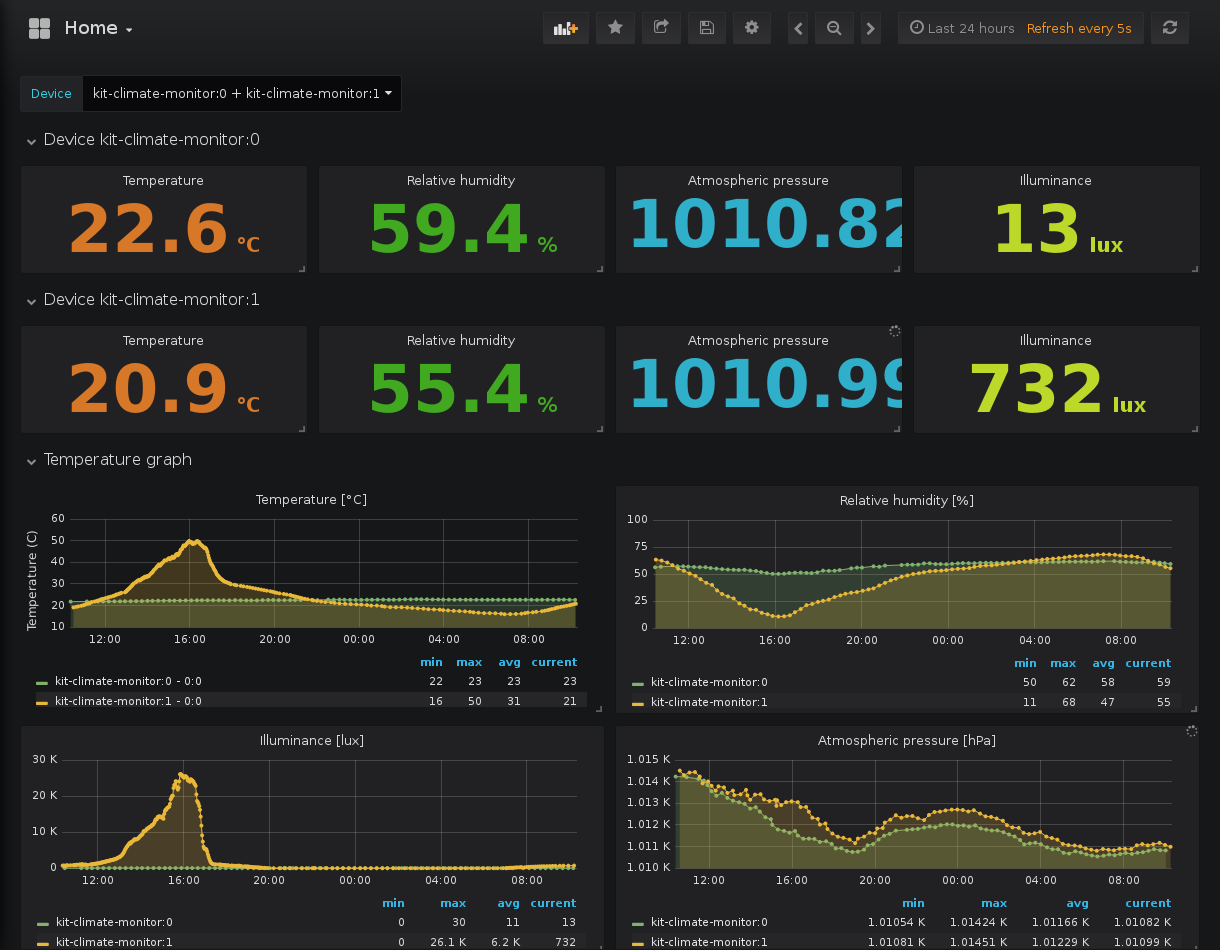 Home
Last 24 hours Refresh every 5s
Device kit-climate-monitor:0 + kit-climate-monitor:1
Device kit-climate-monitor:0
Temperature
22.6 °C
Relative humidity
59.4 %
Atmospheric pressure
1010.82
Illuminance
13 lux
Device kit-climate-monitor:1
Temperature
20.9 °C
Relative humidity
55.4 %
Atmospheric pressure
1010.99
Illuminance
732 lux
Temperature graph
Temperature [°C]
Temperature (C)
60
50
40
30
20
10
12:00 16:00 20:00 00:00 04:00 08:00
min max avg current
kit-climate-monitor:0 - 0:0 22 23 23 23
kit-climate-monitor:1 - 0:0 16 50 31 21
Relative humidity [%]
100
75
50
25
0
12:00 16:00 20:00 00:00 04:00 08:00
min max avg current
kit-climate-monitor:0 50 62 58 59
kit-climate-monitor:1 11 68 47 55
Illuminance [lux]
30 K
20 K
10 K
0
12:00 16:00 20:00 00:00 04:00 08:00
min max avg current
kit-climate-monitor:0 0 30 11 13
kit-climate-monitor:1 0 26.1 K 6.2 K 732
Atmospheric pressure [hPa]
1.015 K
1.014 K
1.013 K
1.012 K
1.011 K
1.010 K
12:00 16:00 20:00 00:00 04:00 08:00
min max avg current
kit-climate-monitor:0 1.01054 K 1.01424 K 1.01166 K 1.01082 K
kit-climate-monitor:1 1.01081 K 1.01451 K 1.01229 K 1.01099 K